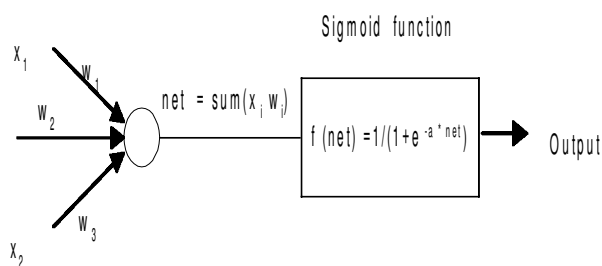 Sigmoid function
x1
w1
net = sum(xi wi)
w2
f (net) =1/(1+e^-a * net)
Output
w3
x2